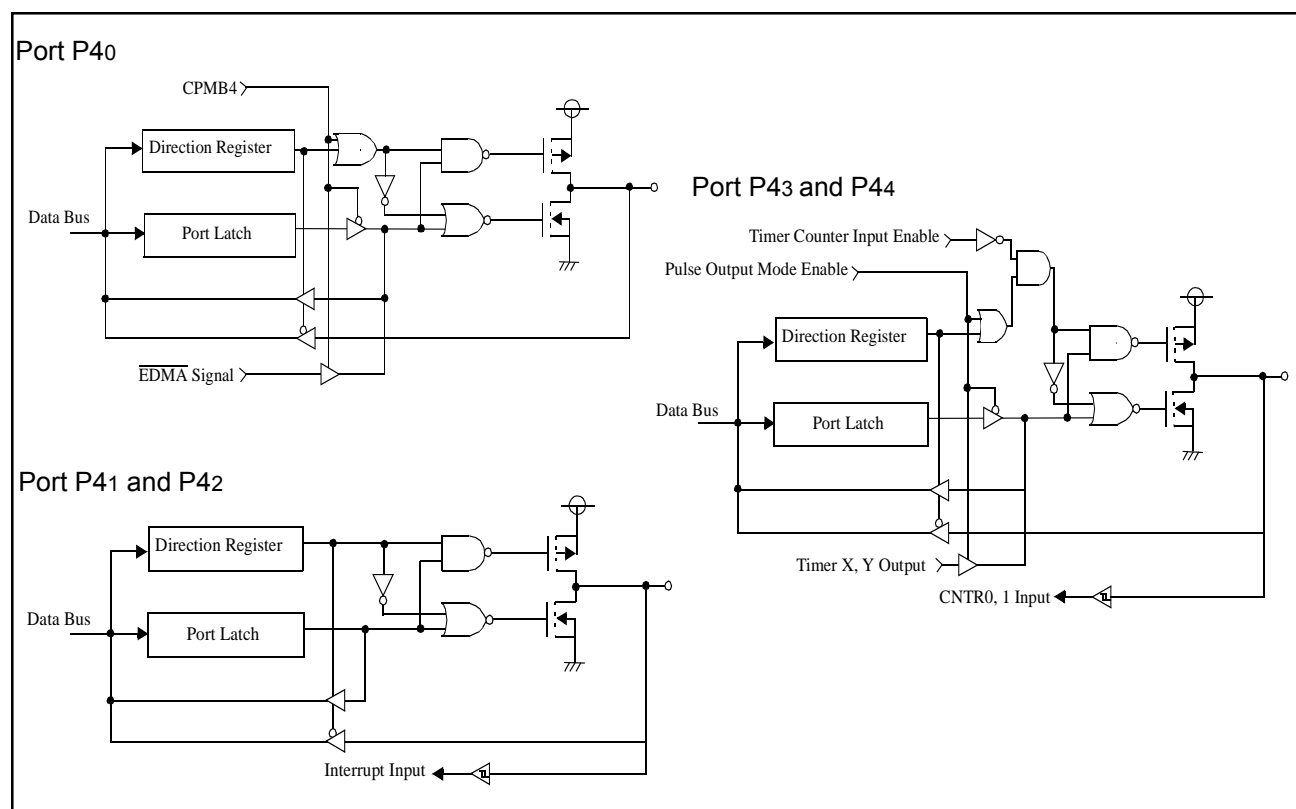 Port P40
CPMB4
Direction Register
Data Bus
Port Latch
EDMA Signal
Port P41 and P42
Direction Register
Data Bus
Port Latch
Interrupt Input
Port P43 and P44
Timer Counter Input Enable
Pulse Output Mode Enable
Direction Register
Data Bus
Port Latch
Timer X, Y Output
CNTR0, 1 Input